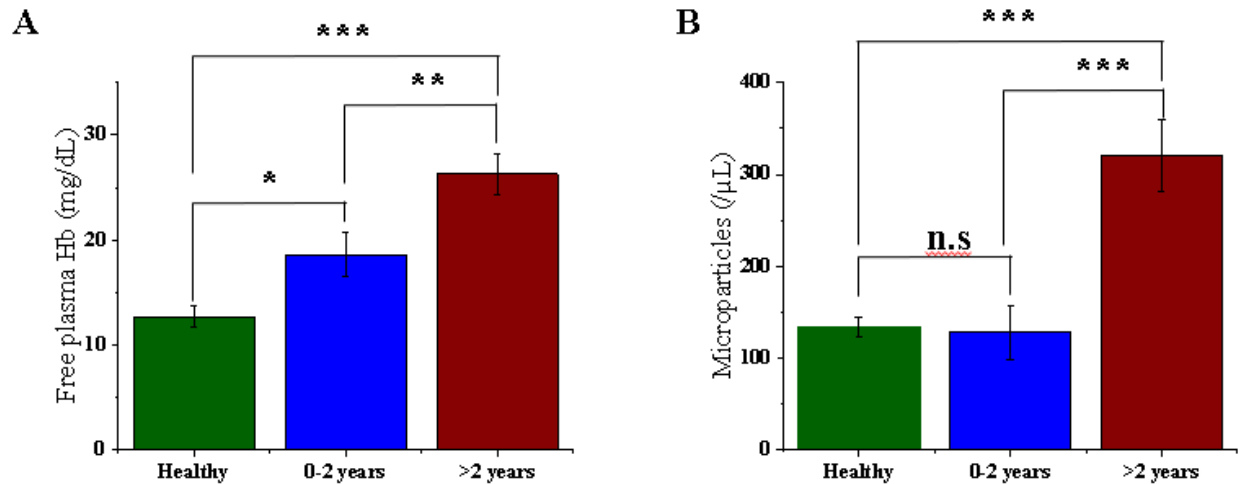 A
B
***
**
*
30
20
10
0
Free plasma Hb (mg/dL)
Healthy
0-2 years
>2 years
***
***
n.s
400
300
200
100
0
Microparticles (/μL)
Healthy
0-2 years
>2 years